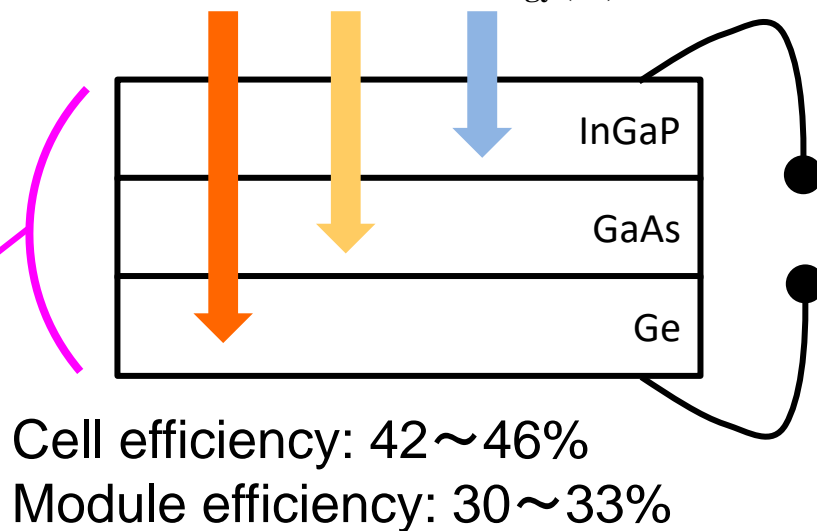 InGaP
GaAs
Ge
Cell efficiency: 42～46%
Module efficiency: 30～33%